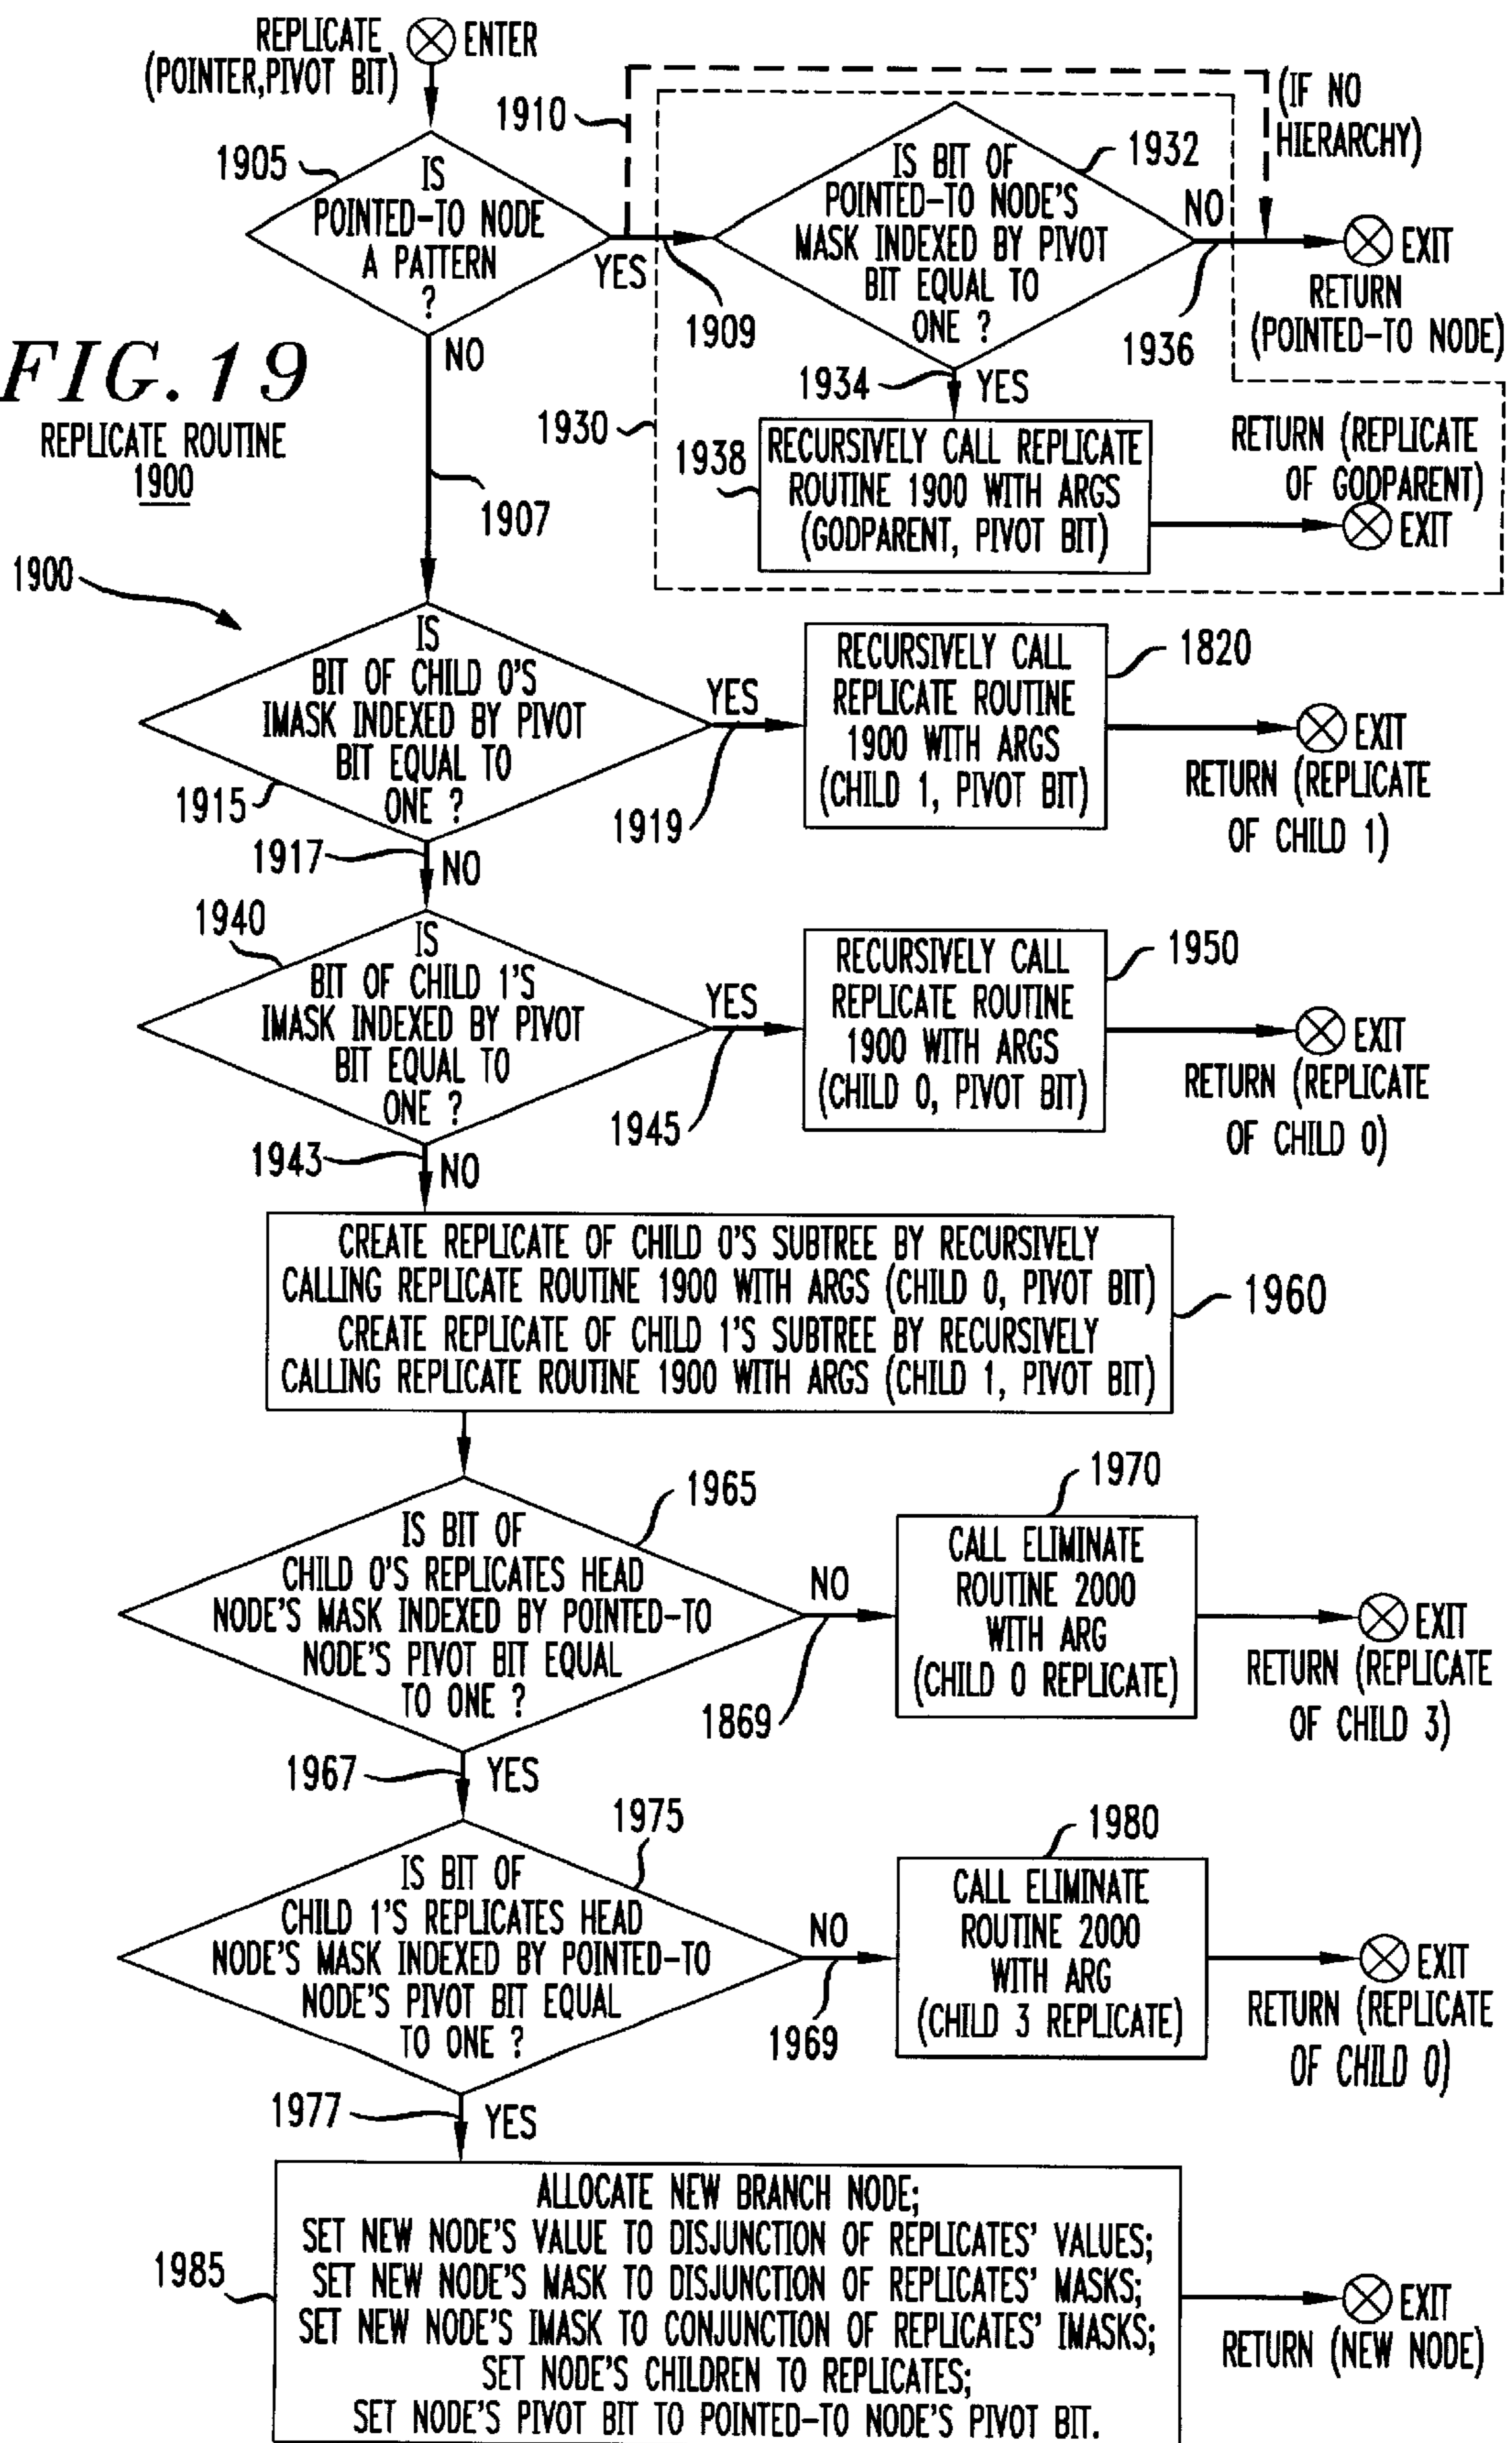 REPLICATE
(POINTER,PIVOT BIT)
ENTER
1910
(IF NO
HIERARCHY)
1905
IS
POINTED-TO NODE
A PATTERN
?
YES
1909
IS BIT OF
POINTED-TO NODE'S
MASK INDEXED BY PIVOT
BIT EQUAL TO
ONE ?
1932
NO
1936
EXIT
RETURN
(POINTED-TO NODE)
NO
FIG. 19
REPLICATE ROUTINE
1900
1934
YES
1930
1938
RECURSIVELY CALL REPLICATE
ROUTINE 1900 WITH ARGS
(GODPARENT, PIVOT BIT)
RETURN (REPLICATE
OF GODPARENT)
EXIT
1907
1900
IS
BIT OF CHILD 0'S
IMASK INDEXED BY PIVOT
BIT EQUAL TO
ONE ?
1915
YES
1919
RECURSIVELY CALL
REPLICATE ROUTINE
1900 WITH ARGS
(CHILD 1, PIVOT BIT)
1820
EXIT
RETURN (REPLICATE
OF CHILD 1)
1917
NO
1940
IS
BIT OF CHILD 1'S
IMASK INDEXED BY PIVOT
BIT EQUAL TO
ONE ?
YES
1945
RECURSIVELY CALL
REPLICATE ROUTINE
1900 WITH ARGS
(CHILD 0, PIVOT BIT)
1950
EXIT
RETURN (REPLICATE
OF CHILD 0)
1943
NO
CREATE REPLICATE OF CHILD 0'S SUBTREE BY RECURSIVELY
CALLING REPLICATE ROUTINE 1900 WITH ARGS (CHILD 0, PIVOT BIT)
CREATE REPLICATE OF CHILD 1'S SUBTREE BY RECURSIVELY
CALLING REPLICATE ROUTINE 1900 WITH ARGS (CHILD 1, PIVOT BIT)
1960
1965
IS BIT OF
CHILD 0'S REPLICATES HEAD
NODE'S MASK INDEXED BY POINTED-TO
NODE'S PIVOT BIT EQUAL
TO ONE ?
NO
1869
1970
CALL ELIMINATE
ROUTINE 2000
WITH ARG
(CHILD 0 REPLICATE)
EXIT
RETURN (REPLICATE
OF CHILD 3)
1967
YES
1975
IS BIT OF
CHILD 1'S REPLICATES HEAD
NODE'S MASK INDEXED BY POINTED-TO
NODE'S PIVOT BIT EQUAL
TO ONE ?
NO
1969
1980
CALL ELIMINATE
ROUTINE 2000
WITH ARG
(CHILD 3 REPLICATE)
EXIT
RETURN (REPLICATE
OF CHILD 0)
1977
YES
1985
ALLOCATE NEW BRANCH NODE;
SET NEW NODE'S VALUE TO DISJUNCTION OF REPLICATES' VALUES;
SET NEW NODE'S MASK TO DISJUNCTION OF REPLICATES' MASKS;
SET NEW NODE'S IMASK TO CONJUNCTION OF REPLICATES' IMASKS;
SET NODE'S CHILDREN TO REPLICATES;
SET NODE'S PIVOT BIT TO POINTED-TO NODE'S PIVOT BIT.
EXIT
RETURN (NEW NODE)